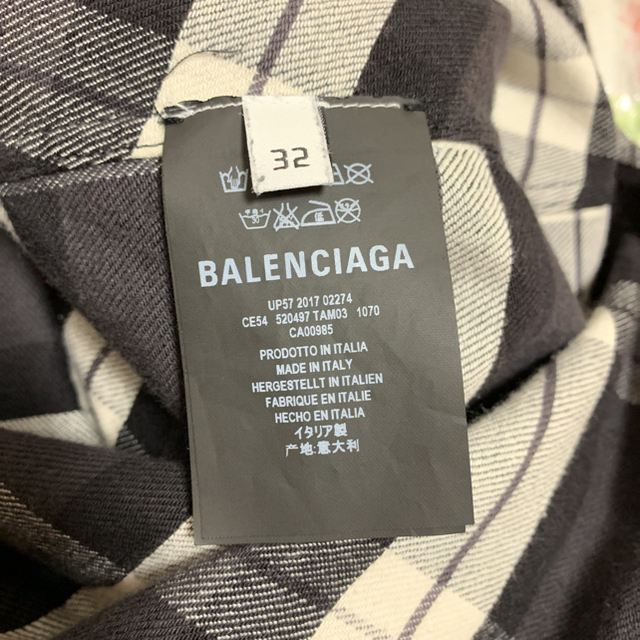 32
BALENCIAGA
UP57 2017 02274
CE54 520497 TAM03 1070
CA00985
PRODOTTO IN ITALIA
MADE IN ITALY
HERGESTELLT IN ITALIEN
FABRIQUE EN ITALIE
HECHO EN ITALIA
イタリア製
产地:意大利